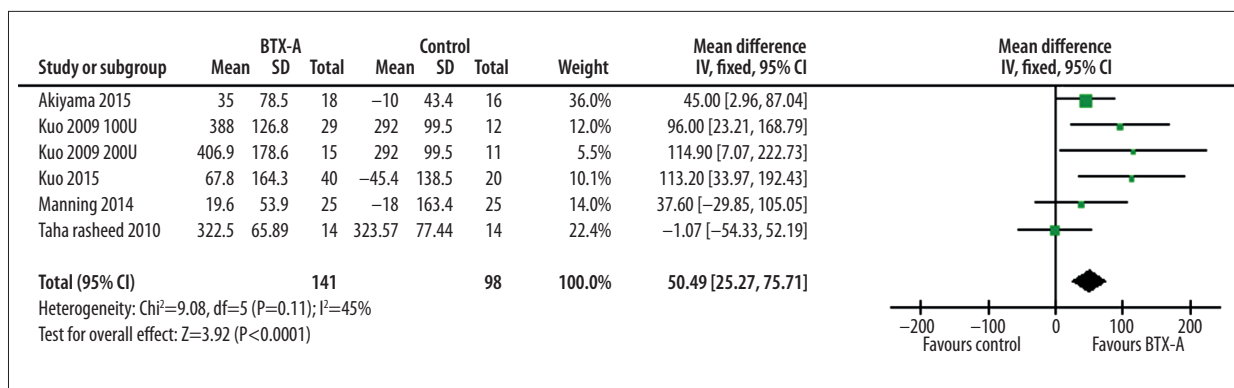 BTX-A Control Mean difference Mean difference
Study or subgroup Mean SD Total Mean SD Total Weight IV, fixed, 95% CI IV, fixed, 95% CI
Akiyama 2015 35 78.5 18 −10 43.4 16 36.0% 45.00 [2.96, 87.04]
Kuo 2009 100U 388 126.8 29 292 99.5 12 12.0% 96.00 [23.21, 168.79]
Kuo 2009 200U 406.9 178.6 15 292 99.5 11 5.5% 114.90 [7.07, 222.73]
Kuo 2015 67.8 164.3 40 −45.4 138.5 20 10.1% 113.20 [33.97, 192.43]
Manning 2014 19.6 53.9 25 −18 163.4 25 14.0% 37.60 [−29.85, 105.05]
Taha rasheed 2010 322.5 65.89 14 323.57 77.44 14 22.4% −1.07 [−54.33, 52.19]
Total (95% CI) 141 98 100.0% 50.49 [25.27, 75.71]
Heterogeneity: Chi²=9.08, df=5 (P=0.11); I²=45%
Test for overall effect: Z=3.92 (P<0.0001)
−200 −100 0 100 200
Favours control Favours BTX-A